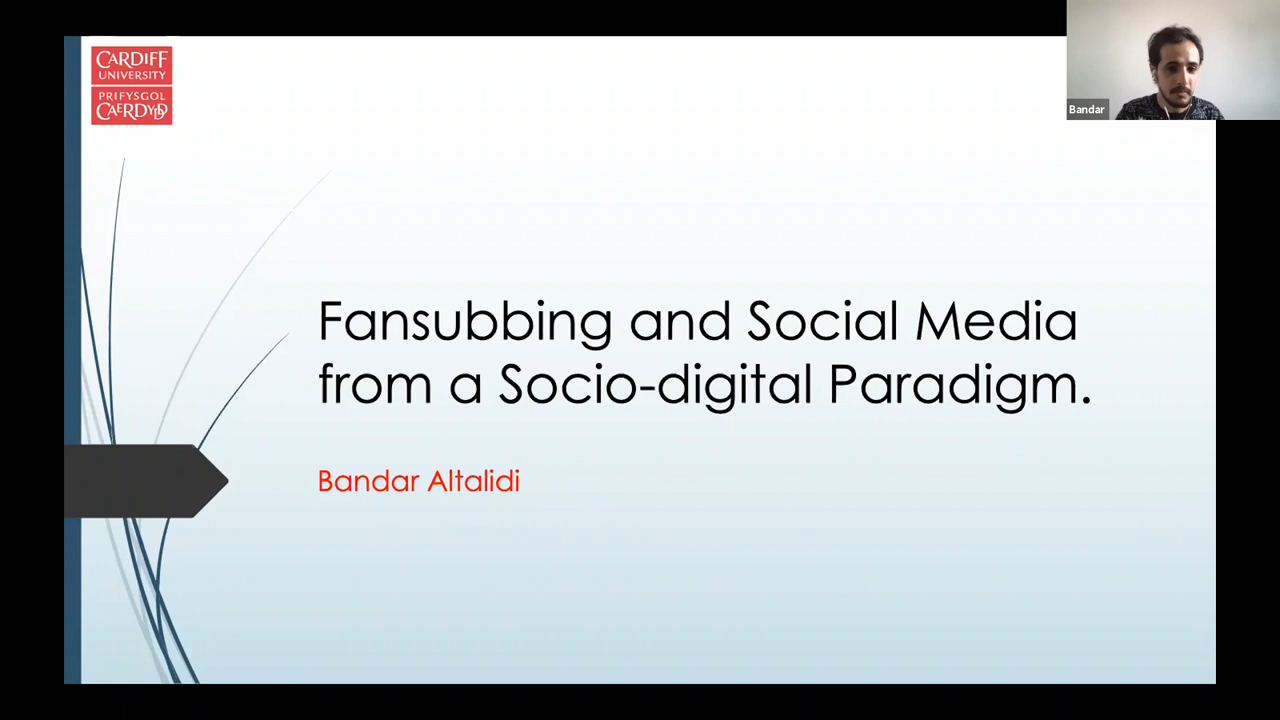 CARDIFF
UNIVERSITY
PRIFYSGOL
CAERDYDD
Bandar
Fansubbing and Social Media
from a Socio-digital Paradigm.
Bandar Altalidi